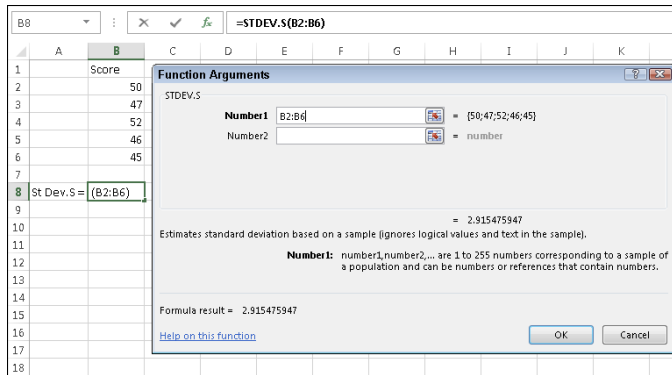 B8 fx =STDEV.S(B2:B6)
A B C D E F G H I J K
1 Score
2 50
3 47
4 52
5 46
6 45
7
8 St Dev.S = (B2:B6)
9
10
11
12
13
14
15
16
17
18
Function Arguments
STDEV.S
Number1 B2:B6 = {50;47;52;46;45}
Number2 = number
= 2.915475947
Estimates standard deviation based on a sample (ignores logical values and text in the sample).
Number1: number1,number2,... are 1 to 255 numbers corresponding to a sample of
a population and can be numbers or references that contain numbers.
Formula result = 2.915475947
Help on this function OK Cancel